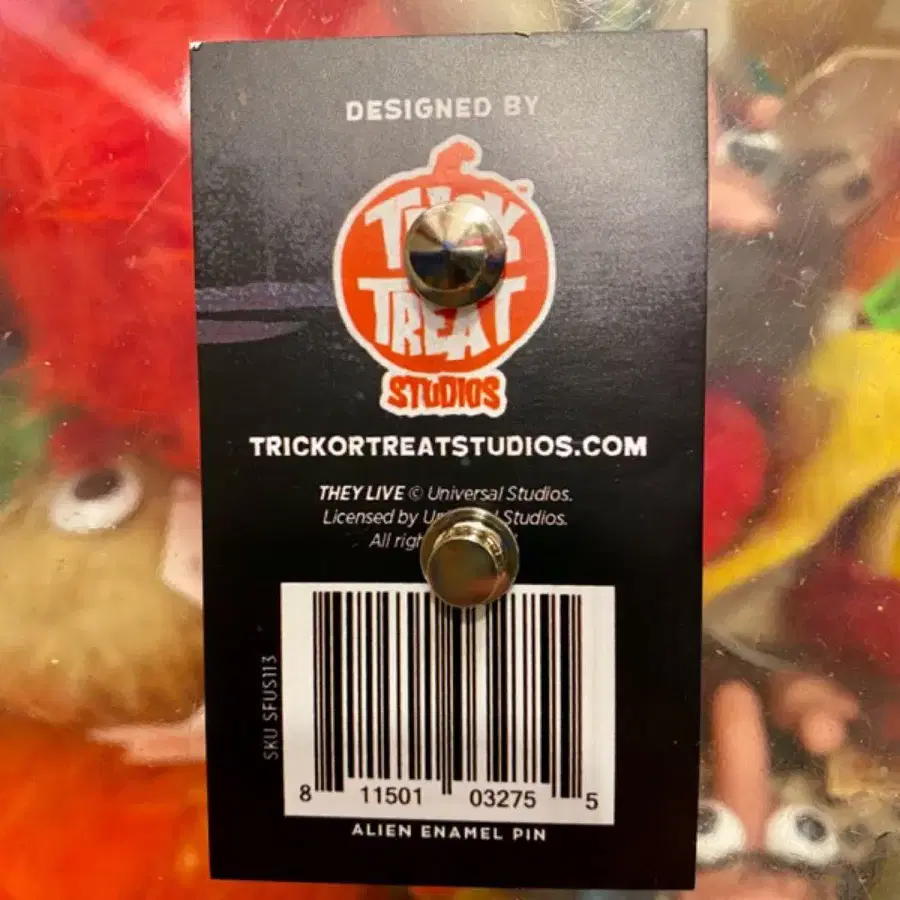 DESIGNED BY
TREAT
STUDIOS
TRICKORTREATSTUDIOS.COM
THEY LIVE © Universal Studios.
Licensed by Studios.
All
SKU SFUS113
8 11501 03275 5
ALIEN ENAMEL PIN